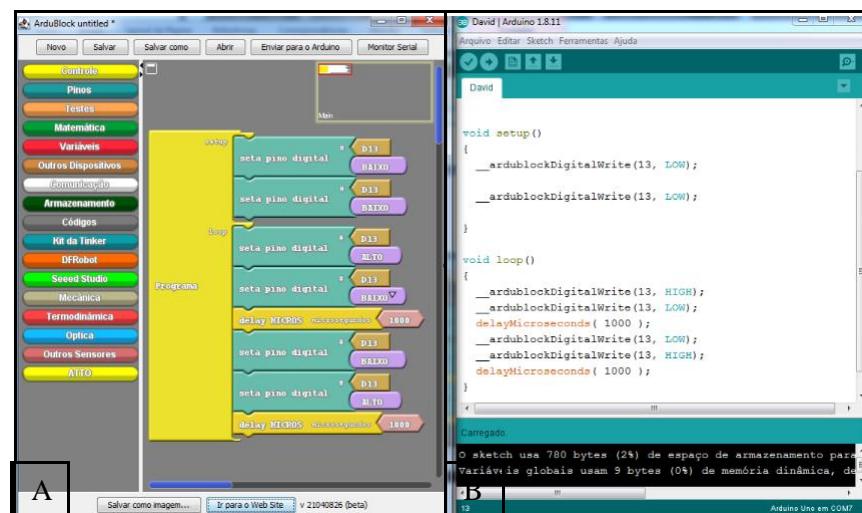 ArduBlock untitled *
Novo Salvar Salvar como Abrir Enviar para o Arduino Monitor Serial
Controle
Pinos
Testes
Matemática
Variáveis
Outros Dispositivos
Comunicação
Armazenamento
Códigos
Kit da Tinker
DFRobot
Seeed Studio
Mecânica
Termodinâmica
Optica
Outros Sensores
ATTO
Main
Programa
setup
seta pino digital # D13
BAIXO
seta pino digital # D13
BAIXO
loop
seta pino digital # D13
ALTO
seta pino digital # D13
BAIXO
delay MICROS microsegundos 1000
seta pino digital # D13
BAIXO
seta pino digital # D13
ALTO
delay MICROS microsegundos 1000
A
Salvar como imagem... Ir para o Web Site v 21040826 (beta)
David | Arduino 1.8.11
Arquivo Editar Sketch Ferramentas Ajuda
David
void setup()
{
__ardublockDigitalWrite(13, LOW);
__ardublockDigitalWrite(13, LOW);
}
void loop()
{
__ardublockDigitalWrite(13, HIGH);
__ardublockDigitalWrite(13, LOW);
delayMicroseconds( 1000 );
__ardublockDigitalWrite(13, LOW);
__ardublockDigitalWrite(13, HIGH);
delayMicroseconds( 1000 );
}
Carregado.
O sketch usa 780 bytes (2%) de espaço de armazenamento para
Variáveis globais usam 9 bytes (0%) de memória dinâmica, de
B
13 Arduino Uno em COM7